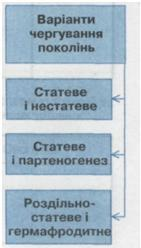 Варіанти
чергування
поколінь
Статеве
і нестатеве
Статеве
і партеногенез
Роздільно-
статеве і
гермафродитне